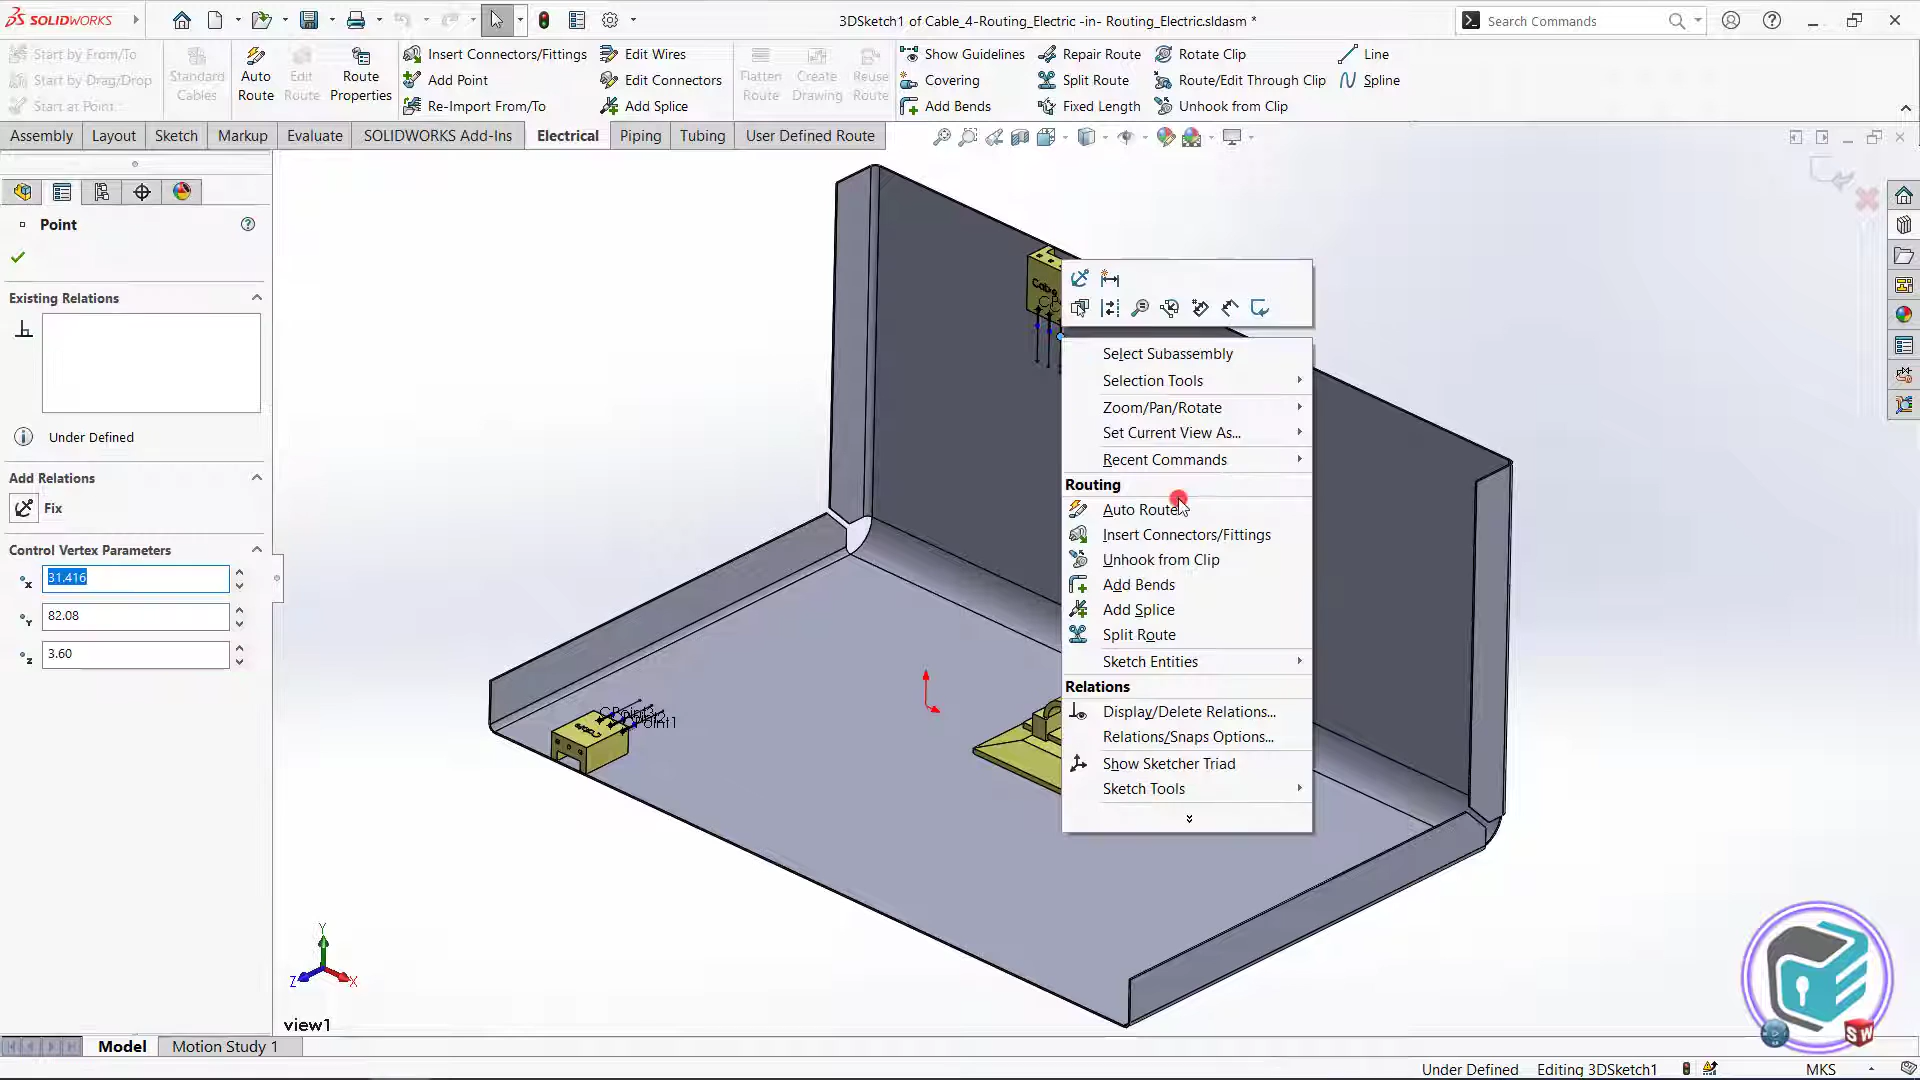 SOLIDWORKS
3DSketch1 of Cable_4-Routing_Electric -in- Routing_Electric.sldasm *
Search Commands
Start by From/To
Start by Drag/Drop
Start at Point...
Standard Cables
Auto Route
Edit Route
Route Properties
Insert Connectors/Fittings
Add Point
Re-Import From/To
Edit Wires
Edit Connectors
Add Splice
Flatten Route
Create Drawing
Reuse Route
Show Guidelines
Covering
Add Bends
Repair Route
Split Route
Fixed Length
Rotate Clip
Route/Edit Through Clip
Unhook from Clip
Line
Spline
Assembly
Layout
Sketch
Markup
Evaluate
SOLIDWORKS Add-Ins
Electrical
Piping
Tubing
User Defined Route
Point
Existing Relations
Under Defined
Add Relations
Fix
Control Vertex Parameters
X
31.416
Y
82.08
Z
3.60
Select Subassembly
Selection Tools
Zoom/Pan/Rotate
Set Current View As...
Recent Commands
Routing
Auto Route
Insert Connectors/Fittings
Unhook from Clip
Add Bends
Add Splice
Split Route
Sketch Entities
Relations
Display/Delete Relations...
Relations/Snaps Options...
Show Sketcher Triad
Sketch Tools
Y
Z
X
view1
SW
Model
Motion Study 1
Under Defined
Editing 3DSketch1
MKS